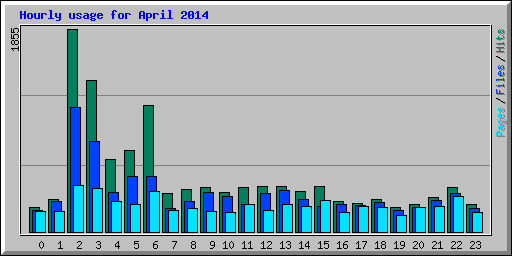 Hourly usage for April 2014
1855
Pages / Files / Hits
0 1 2 3 4 5 6 7 8 9 10 11 12 13 14 15 16 17 18 19 20 21 22 23